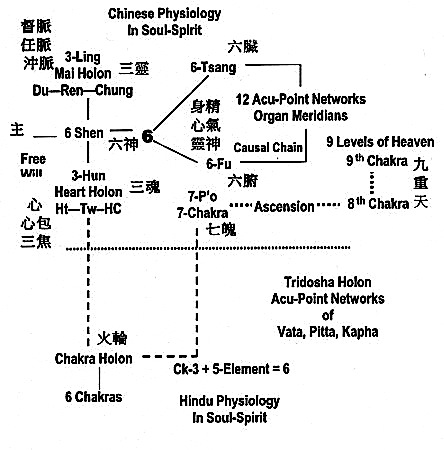 Chinese Physiology
In Soul-Spirit
督脈
任脈
沖脈
3-Ling
Mai Holon
三靈
Du—Ren—Chung
六臟
6-Tsang
主
6 Shen
六神
6
身精
心氣
靈神
12 Acu-Point Networks
Organ Meridians
Free
Will
6-Fu
Causal Chain
六腑
9 Levels of Heaven
9th Chakra
九重天
3-Hun
Heart Holon
三魂
Ht—Tw—HC
心
心包
三焦
7-P'o
7-Chakra
七魄
Ascension
8th Chakra
Tridosha Holon
Acu-Point Networks
of
Vata, Pitta, Kapha
火輪
Chakra Holon
Ck-3 + 5-Element = 6
6 Chakras
Hindu Physiology
In Soul-Spirit